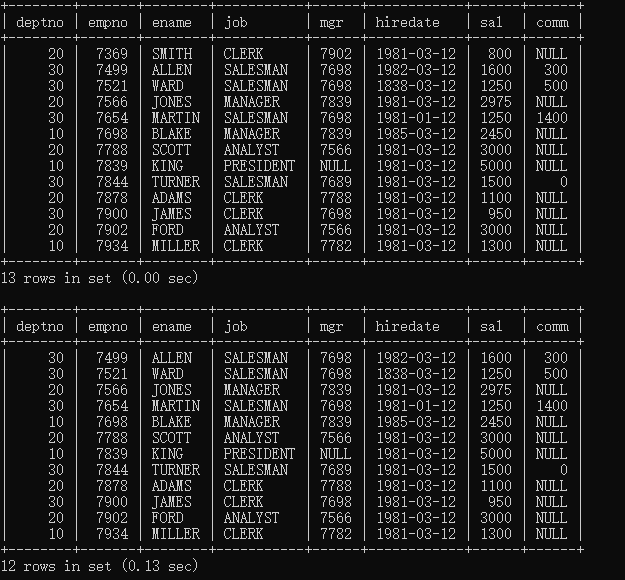 | deptno | empno | ename | job | mgr | hiredate | sal | comm |
| 20 | 7369 | SMITH | CLERK | 7902 | 1981-03-12 | 800 | NULL |
| 30 | 7499 | ALLEN | SALESMAN | 7698 | 1982-03-12 | 1600 | 300 |
| 30 | 7521 | WARD | SALESMAN | 7698 | 1838-03-12 | 1250 | 500 |
| 20 | 7566 | JONES | MANAGER | 7839 | 1981-03-12 | 2975 | NULL |
| 30 | 7654 | MARTIN | SALESMAN | 7698 | 1981-01-12 | 1250 | 1400 |
| 10 | 7698 | BLAKE | MANAGER | 7839 | 1985-03-12 | 2450 | NULL |
| 20 | 7788 | SCOTT | ANALYST | 7566 | 1981-03-12 | 3000 | NULL |
| 10 | 7839 | KING | PRESIDENT | NULL | 1981-03-12 | 5000 | NULL |
| 30 | 7844 | TURNER | SALESMAN | 7689 | 1981-03-12 | 1500 | 0 |
| 20 | 7878 | ADAMS | CLERK | 7788 | 1981-03-12 | 1100 | NULL |
| 30 | 7900 | JAMES | CLERK | 7698 | 1981-03-12 | 950 | NULL |
| 20 | 7902 | FORD | ANALYST | 7566 | 1981-03-12 | 3000 | NULL |
| 10 | 7934 | MILLER | CLERK | 7782 | 1981-03-12 | 1300 | NULL |
13 rows in set (0.00 sec)
| deptno | empno | ename | job | mgr | hiredate | sal | comm |
| 30 | 7499 | ALLEN | SALESMAN | 7698 | 1982-03-12 | 1600 | 300 |
| 30 | 7521 | WARD | SALESMAN | 7698 | 1838-03-12 | 1250 | 500 |
| 20 | 7566 | JONES | MANAGER | 7839 | 1981-03-12 | 2975 | NULL |
| 30 | 7654 | MARTIN | SALESMAN | 7698 | 1981-01-12 | 1250 | 1400 |
| 10 | 7698 | BLAKE | MANAGER | 7839 | 1985-03-12 | 2450 | NULL |
| 20 | 7788 | SCOTT | ANALYST | 7566 | 1981-03-12 | 3000 | NULL |
| 10 | 7839 | KING | PRESIDENT | NULL | 1981-03-12 | 5000 | NULL |
| 30 | 7844 | TURNER | SALESMAN | 7689 | 1981-03-12 | 1500 | 0 |
| 20 | 7878 | ADAMS | CLERK | 7788 | 1981-03-12 | 1100 | NULL |
| 30 | 7900 | JAMES | CLERK | 7698 | 1981-03-12 | 950 | NULL |
| 20 | 7902 | FORD | ANALYST | 7566 | 1981-03-12 | 3000 | NULL |
| 10 | 7934 | MILLER | CLERK | 7782 | 1981-03-12 | 1300 | NULL |
12 rows in set (0.13 sec)